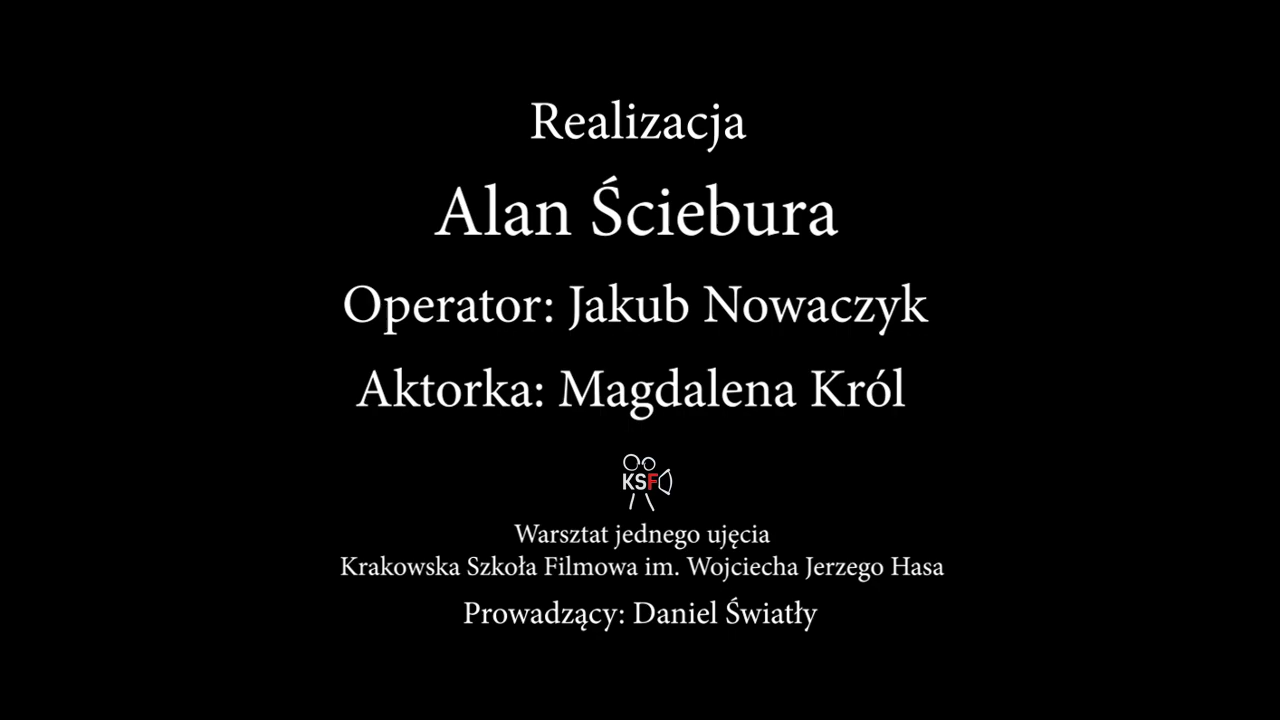 Realizacja
Alan Ściebura
Operator: Jakub Nowaczyk
Aktorka: Magdalena Król
KSF
Warsztat jednego ujęcia
Krakowska Szkoła Filmowa im. Wojciecha Jerzego Hasa
Prowadzący: Daniel Światły